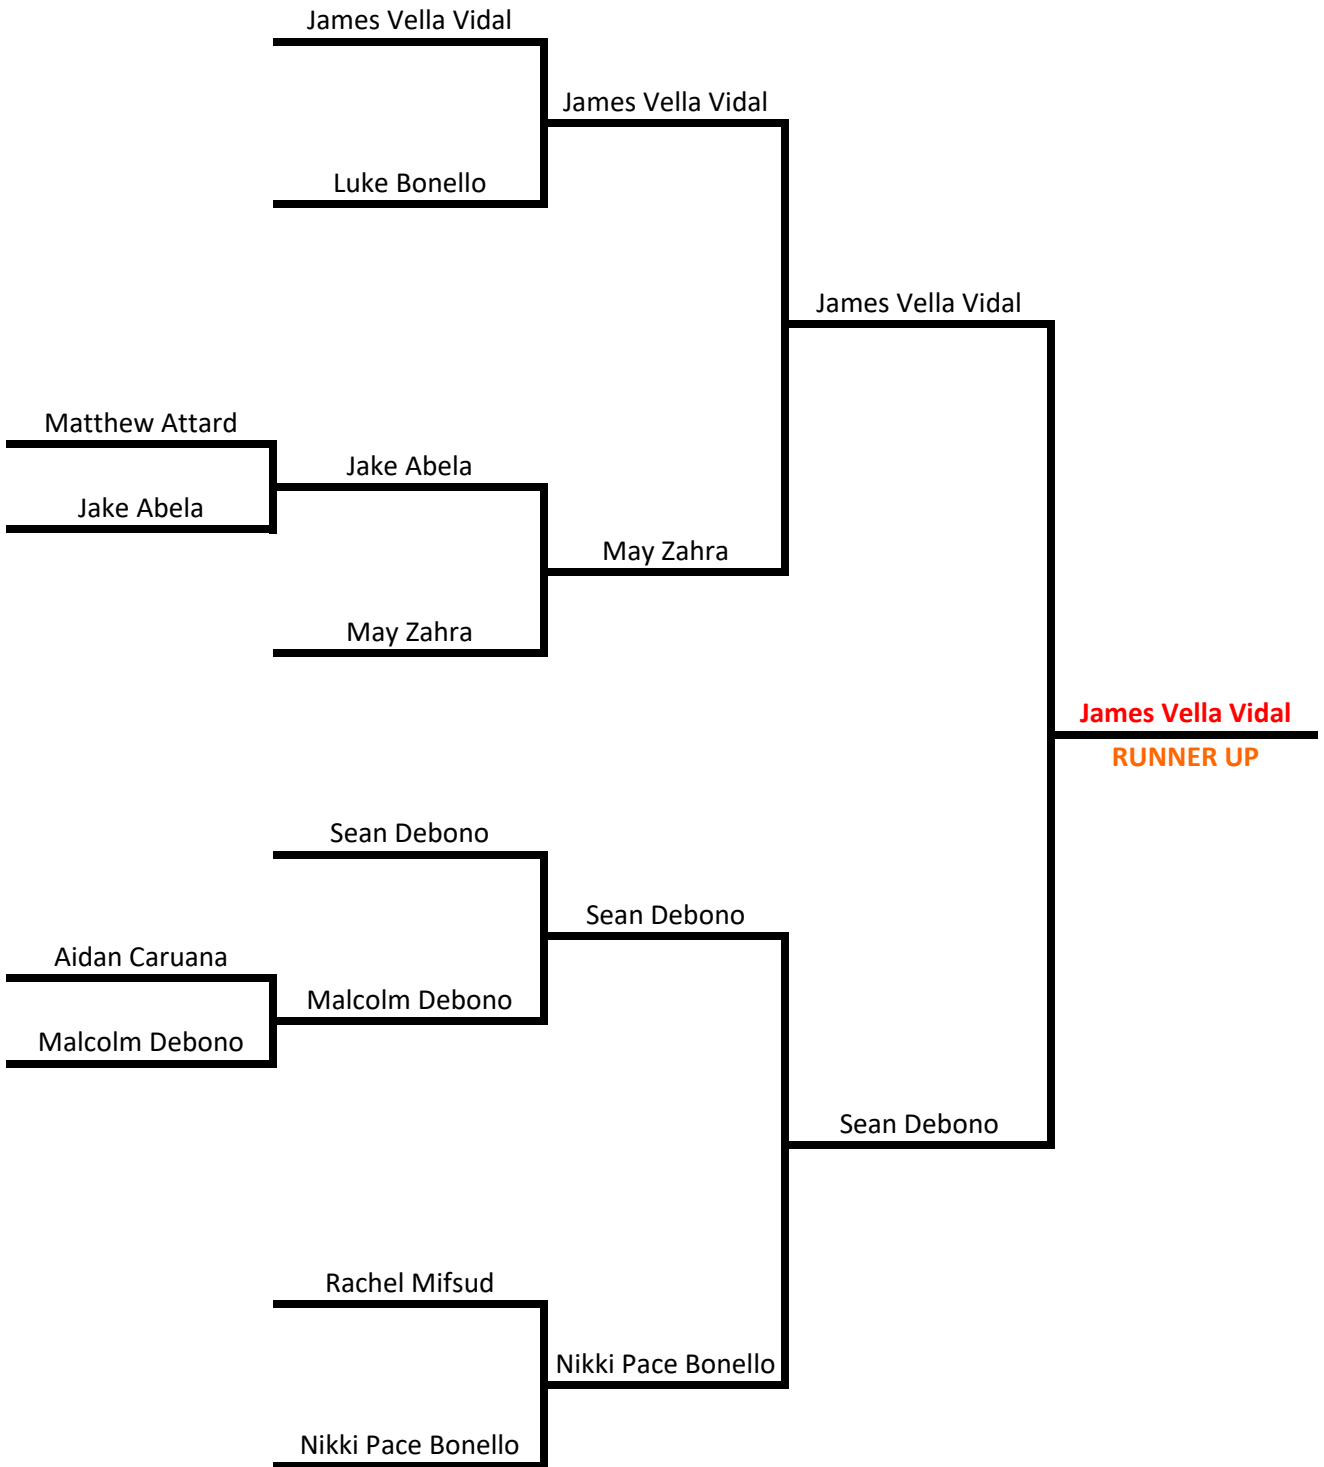 James Vella Vidal
James Vella Vidal
Luke Bonello
James Vella Vidal
Matthew Attard
Jake Abela
Jake Abela
May Zahra
May Zahra
James Vella Vidal
RUNNER UP
Sean Debono
Sean Debono
Aidan Caruana
Malcolm Debono
Malcolm Debono
Sean Debono
Rachel Mifsud
Nikki Pace Bonello
Nikki Pace Bonello